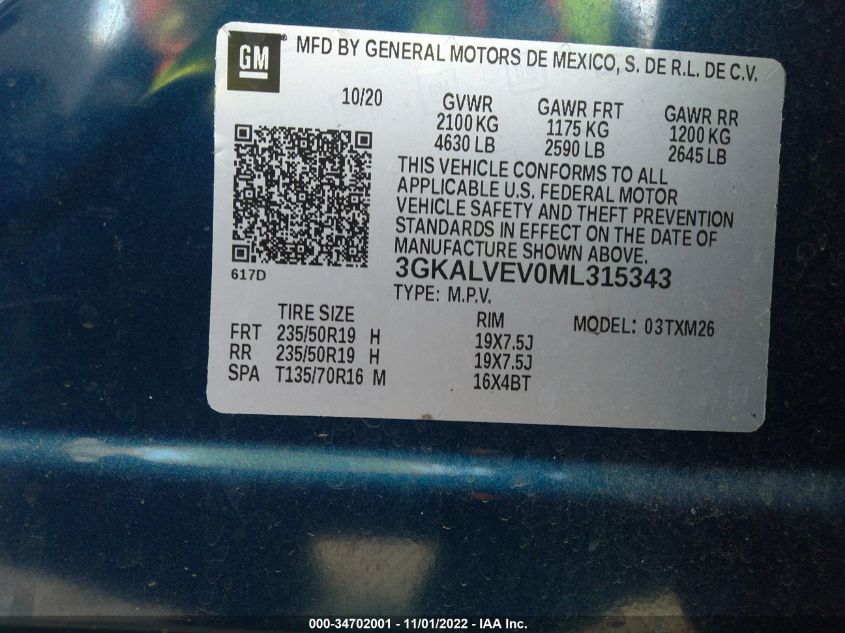 GM MFD BY GENERAL MOTORS DE MEXICO, S. DE R.L. DE C.V.
10/20
GVWR GAWR FRT GAWR RR
2100 KG 1175 KG 1200 KG
4630 LB 2590 LB 2645 LB
THIS VEHICLE CONFORMS TO ALL
APPLICABLE U.S. FEDERAL MOTOR
VEHICLE SAFETY AND THEFT PREVENTION
STANDARDS IN EFFECT ON THE DATE OF
MANUFACTURE SHOWN ABOVE.
617D
3GKALVEV0ML315343
TYPE: M.P.V.
TIRE SIZE RIM MODEL: 03TXM26
FRT 235/50R19 H 19X7.5J
RR 235/50R19 H 19X7.5J
SPA T135/70R16 M 16X4BT
000-34702001 - 11/01/2022 - IAA Inc.